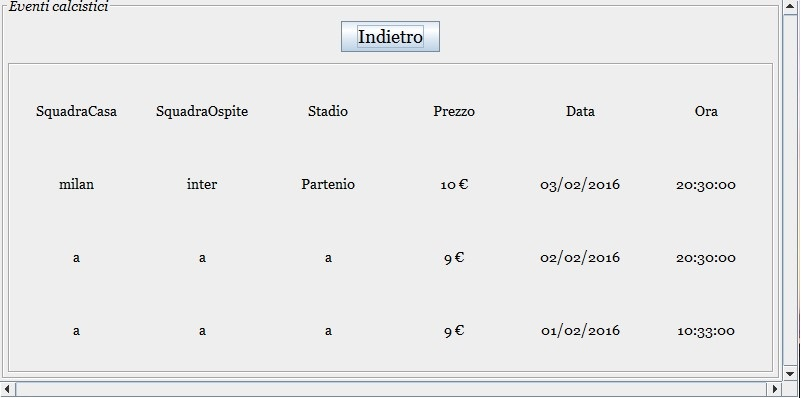 Eventi calcistici
Indietro
SquadraCasa SquadraOspite Stadio Prezzo Data Ora
milan inter Partenio 10 € 03/02/2016 20:30:00
a a a 9 € 02/02/2016 20:30:00
a a a 9 € 01/02/2016 10:33:00